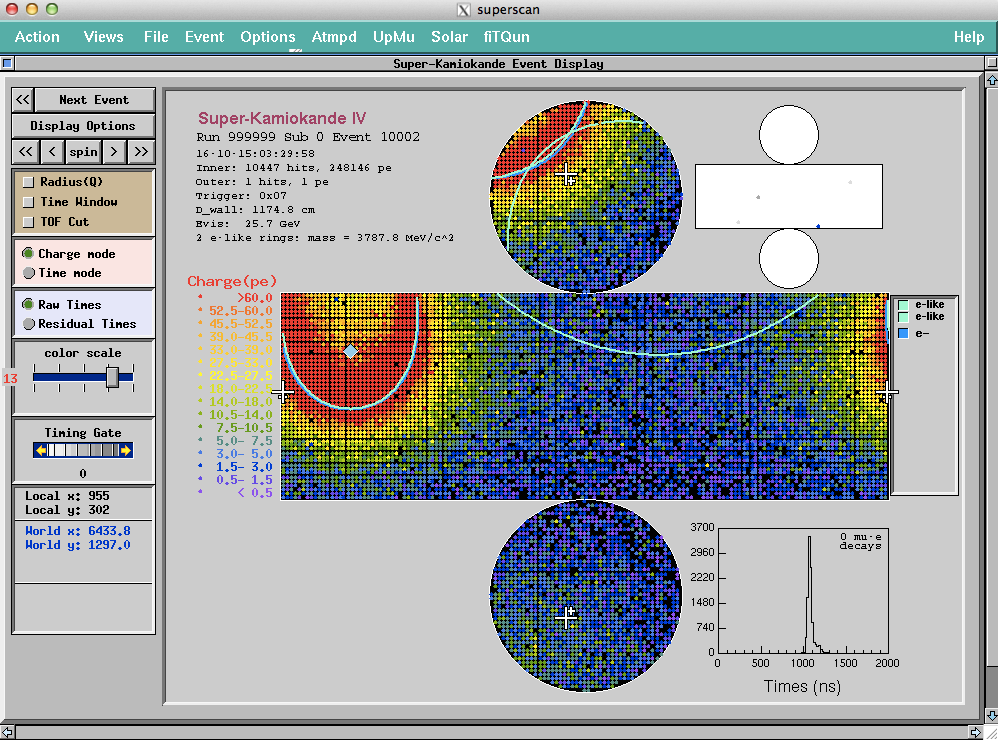 superscan
Action Views File Event Options Atmpd UpMu Solar fiTQun Help
Super-Kamiokande Event Display
<< Next Event
Display Options
<< < spin > >>
Radius(Q)
Time Window
TOF Cut
Charge mode
Time mode
Raw Times
Residual Times
color scale
13
Timing Gate
0
Local x: 955
Local y: 302
World x: 6433.8
World y: 1297.0
Super-Kamiokande IV
Run 999999 Sub 0 Event 10002
16-10-15:03:29:58
Inner: 10447 hits, 248146 pe
Outer: 1 hits, 1 pe
Trigger: 0x07
D_wall: 1174.8 cm
Evis: 25.7 GeV
2 e-like rings: mass = 3787.8 MeV/c^2
Charge(pe)
>60.0
52.5-60.0
45.5-52.5
39.0-45.5
27.5-33.0
22.5-27.5
18.0-22.5
14.0-18.0
10.5-14.0
7.5-10.5
5.0- 7.5
3.0- 5.0
1.5- 3.0
0.5- 1.5
< 0.5
e-like
e-like
e-
3700
2960
2220
1480
740
0
0 mu-e
decays
0 500 1000 1500 2000
Times (ns)